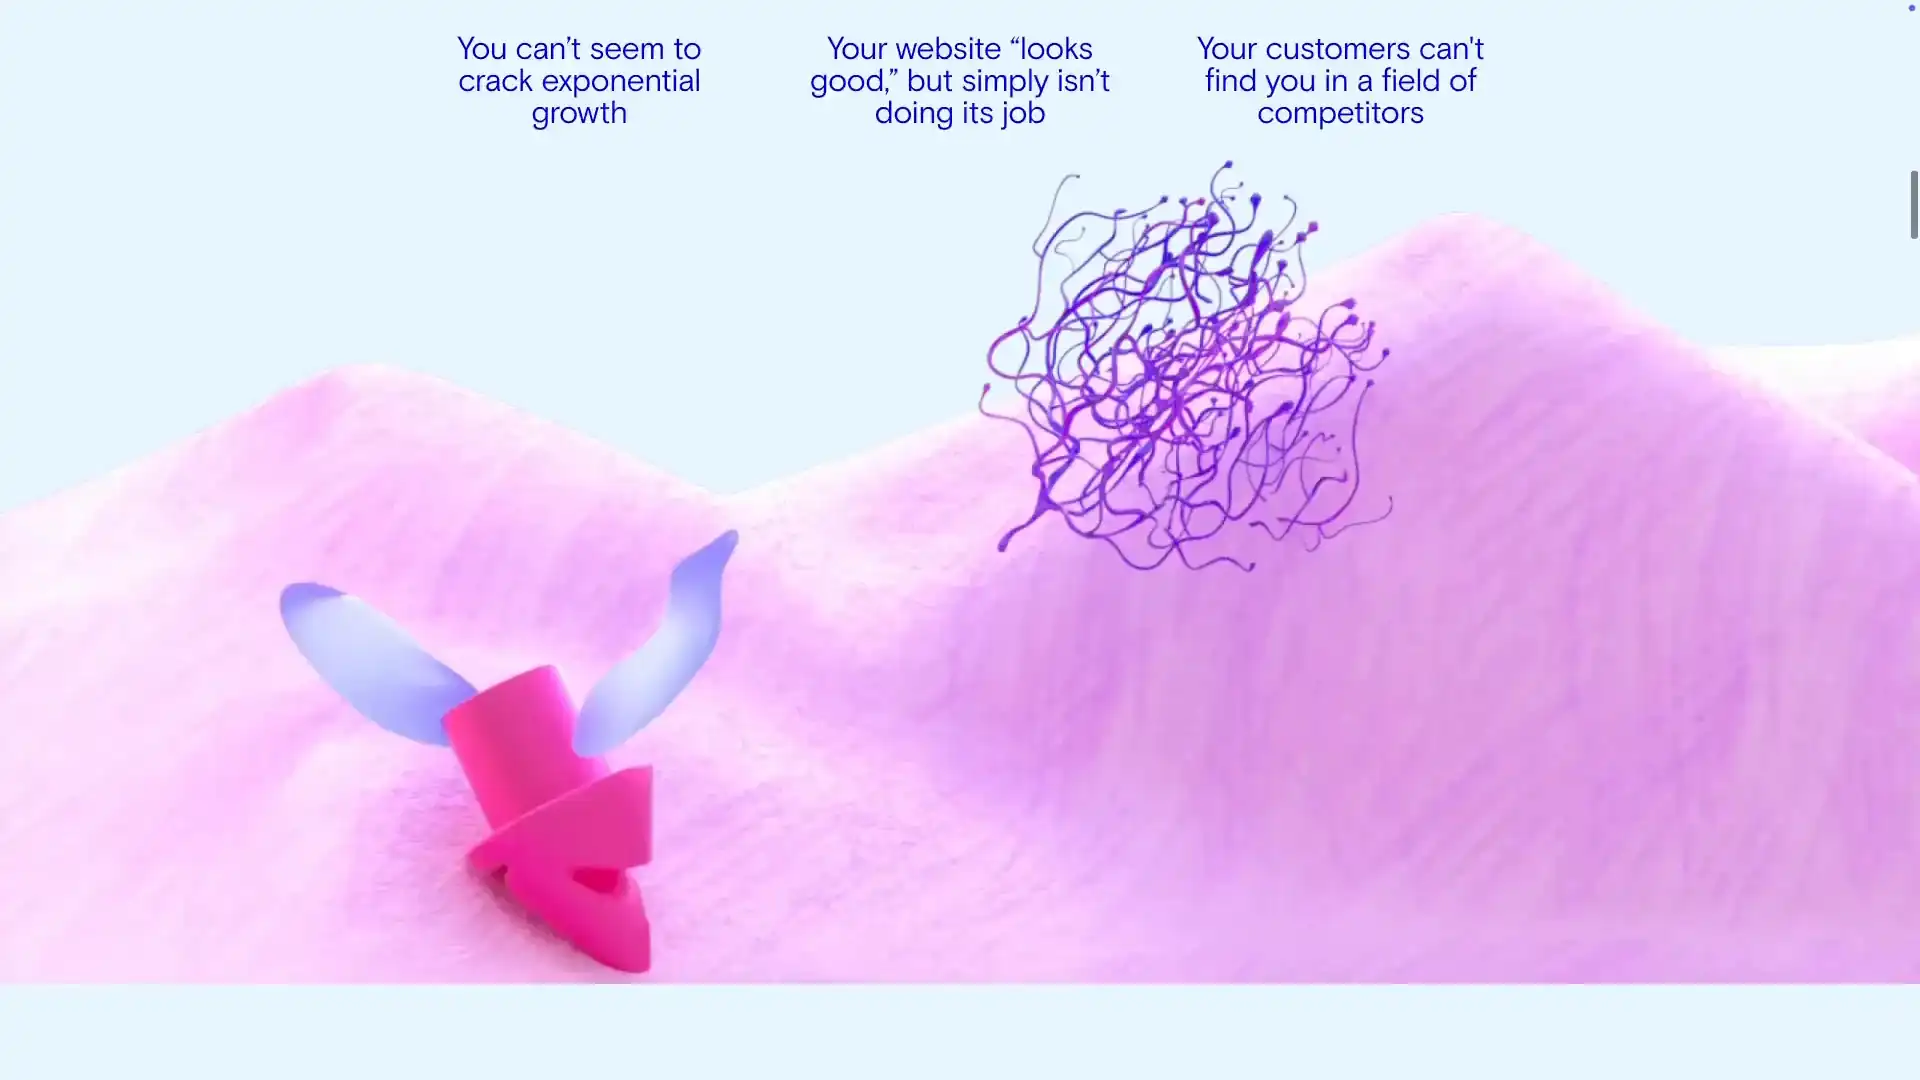 You can’t seem to
crack exponential
growth
Your website “looks
good,” but simply isn’t
doing its job
Your customers can't
find you in a field of
competitors